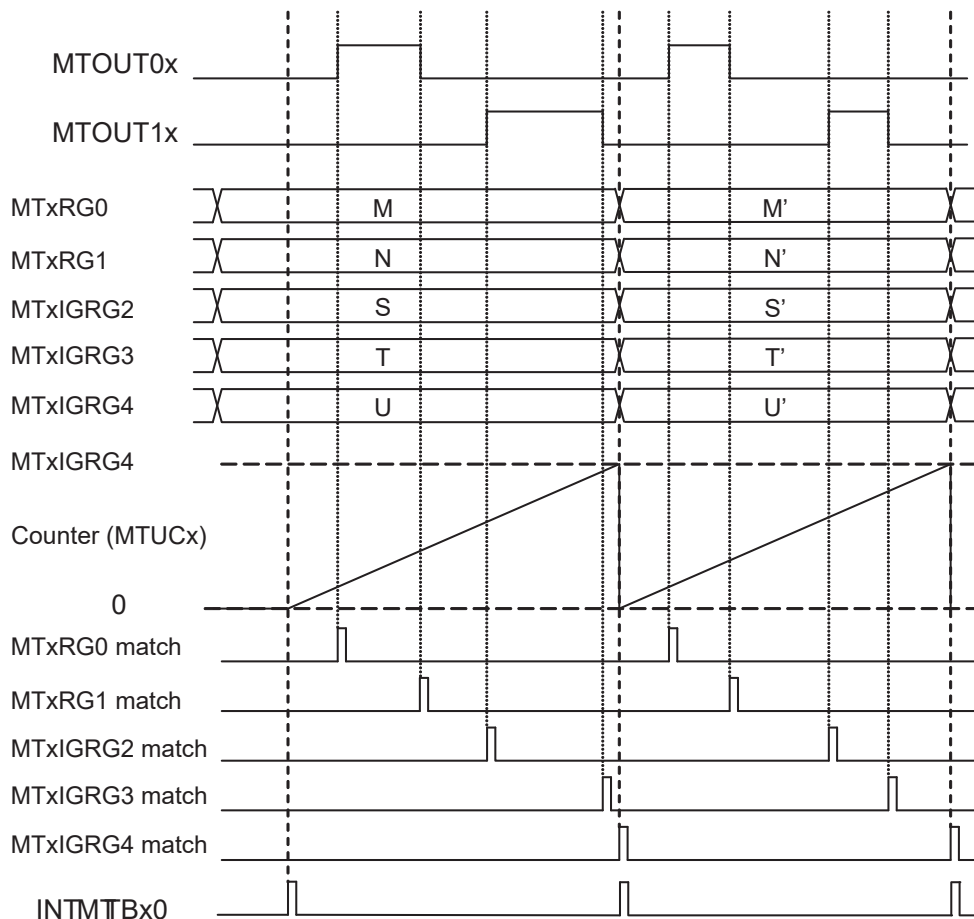 MTOUT0x
MTOUT1x
MTxRG0 M M'
MTxRG1 N N'
MTxIGRG2 S S'
MTxIGRG3 T T'
MTxIGRG4 U U'
MTxIGRG4
Counter (MTUCx)
0
MTxRG0 match
MTxRG1 match
MTxIGRG2 match
MTxIGRG3 match
MTxIGRG4 match
INTMTTBx0